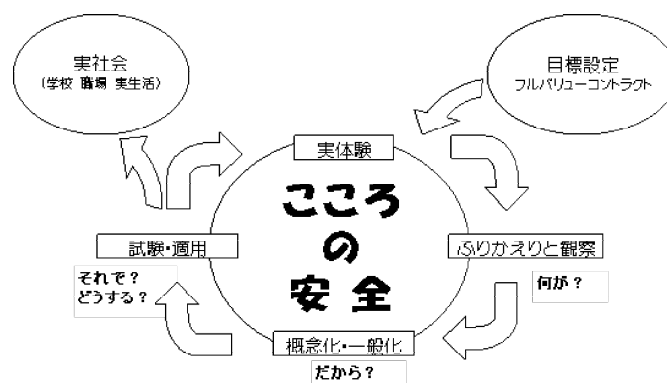 実社会
(学校 職場 実生活)
目標設定
フルバリューコントラクト
実体験
こころ
の
安全
試験・適用
ふりかえりと観察
それで?
どうする?
何が?
概念化・一般化
だから?